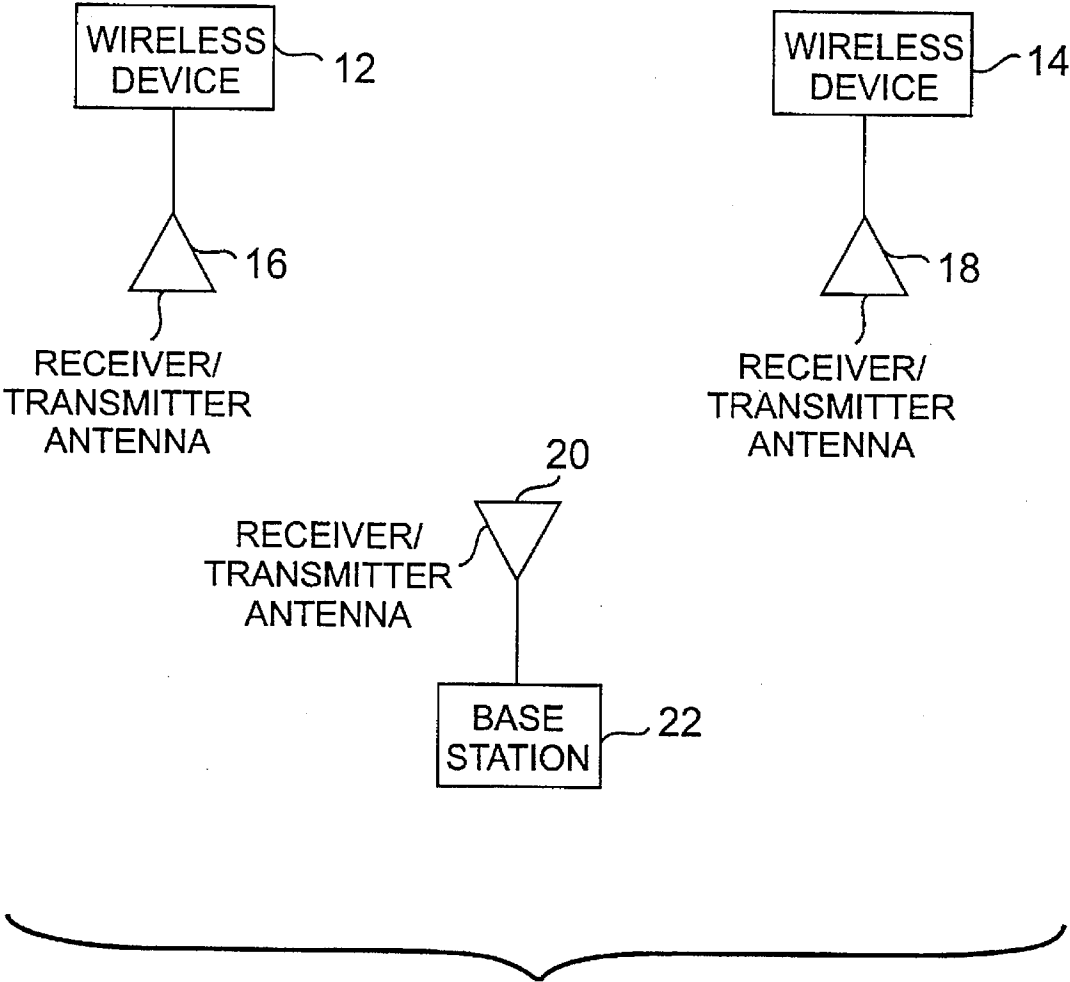 WIRELESS
DEVICE
12
WIRELESS
DEVICE
14
16
18
RECEIVER/
TRANSMITTER
ANTENNA
RECEIVER/
TRANSMITTER
ANTENNA
20
RECEIVER/
TRANSMITTER
ANTENNA
BASE
STATION
22